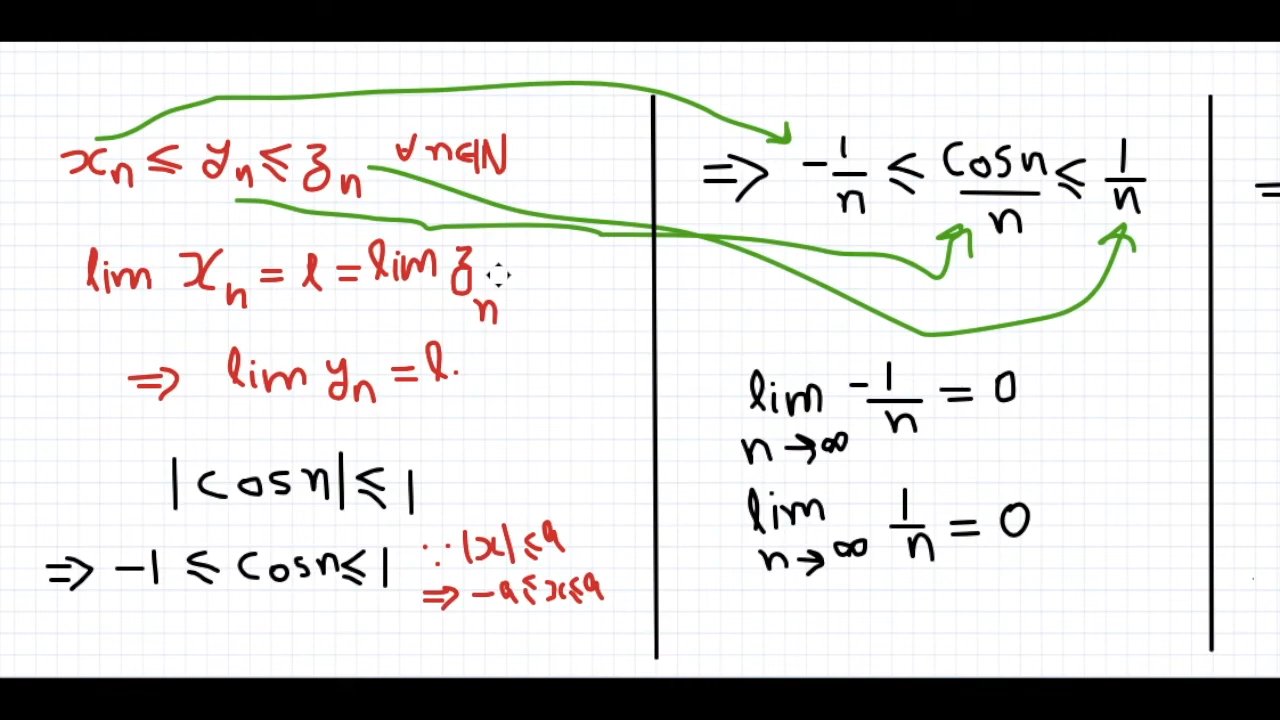 xₙ ≤ yₙ ≤ zₙ ∀ n∈ℕ
lim xₙ = l = lim zₙ
⇒ lim yₙ = l.
|cos n| ≤ 1
⇒ -1 ≤ cos n ≤ 1
∵ |x| ≤ a
⇒ -a ≤ x ≤ a
⇒ -1/n ≤ cos n/n ≤ 1/n
lim n→∞ -1/n = 0
lim n→∞ 1/n = 0
=